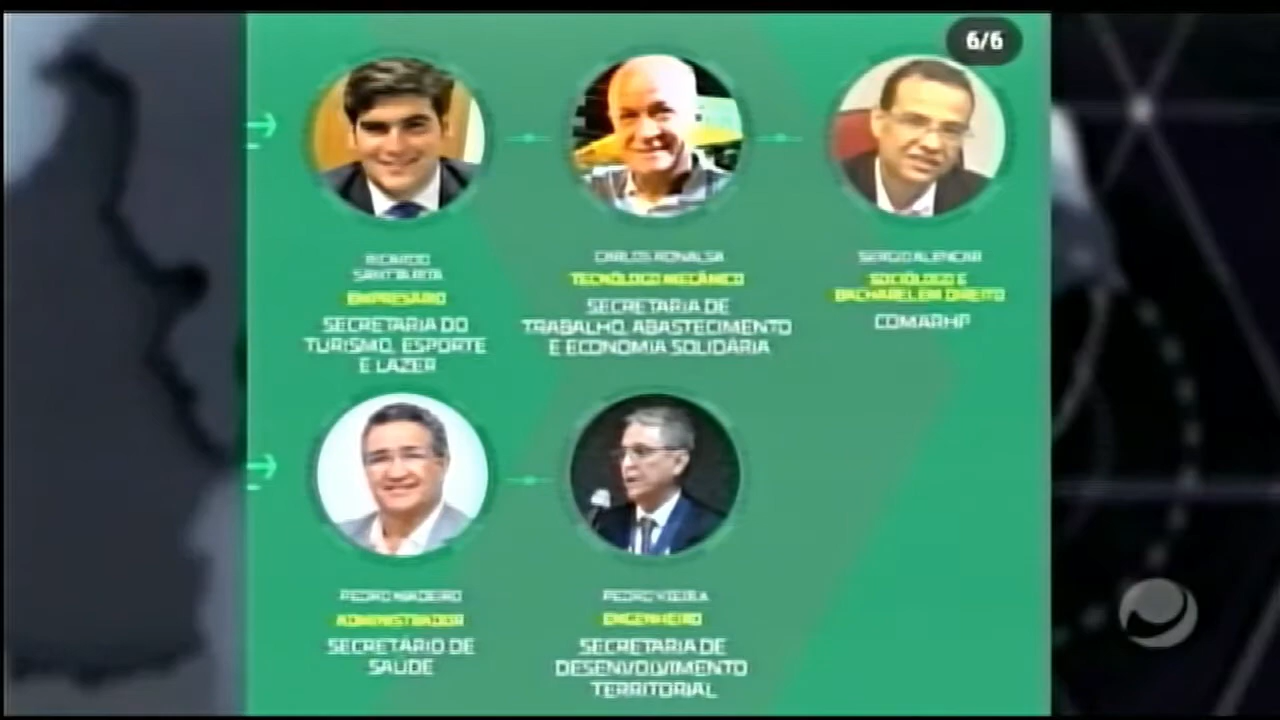 6/6
RICARDO
SANT'A RITA
EMPRESÁRIO
SECRETARIA DO
TURISMO, ESPORTE
E LAZER
CARLOS RONALSA
TECNÓLOGO MECÂNICO
SECRETARIA DE
TRABALHO, ABASTECIMENTO
E ECONOMIA SOLIDÁRIA
SERGIO ALENCAR
SOCIÓLOGO E
BACHAREL EM DIREITO
COMARHP
PEDRO MADEIRO
ADMINISTRADOR
SECRETÁRIO DE
SAÚDE
PEDRO VIEIRA
ENGENHEIRO
SECRETARIA DE
DESENVOLVIMENTO
TERRITORIAL